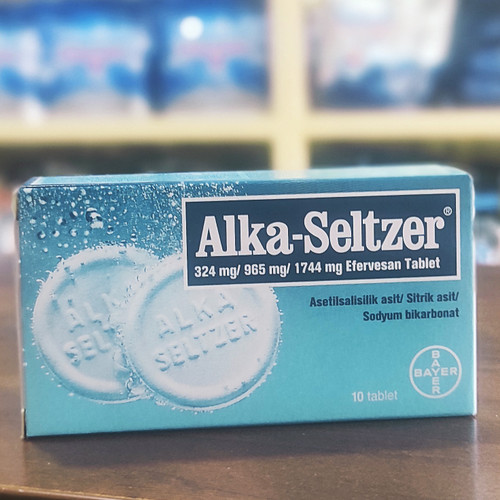 Alka-Seltzer®
324 mg/ 965 mg/ 1744 mg Efervesan Tablet
Asetilsalisilik asit/ Sitrik asit/
Sodyum bikarbonat
ALKA
SELTZER
ALKA
SELTZER
BAYER
BAYER
10 tablet